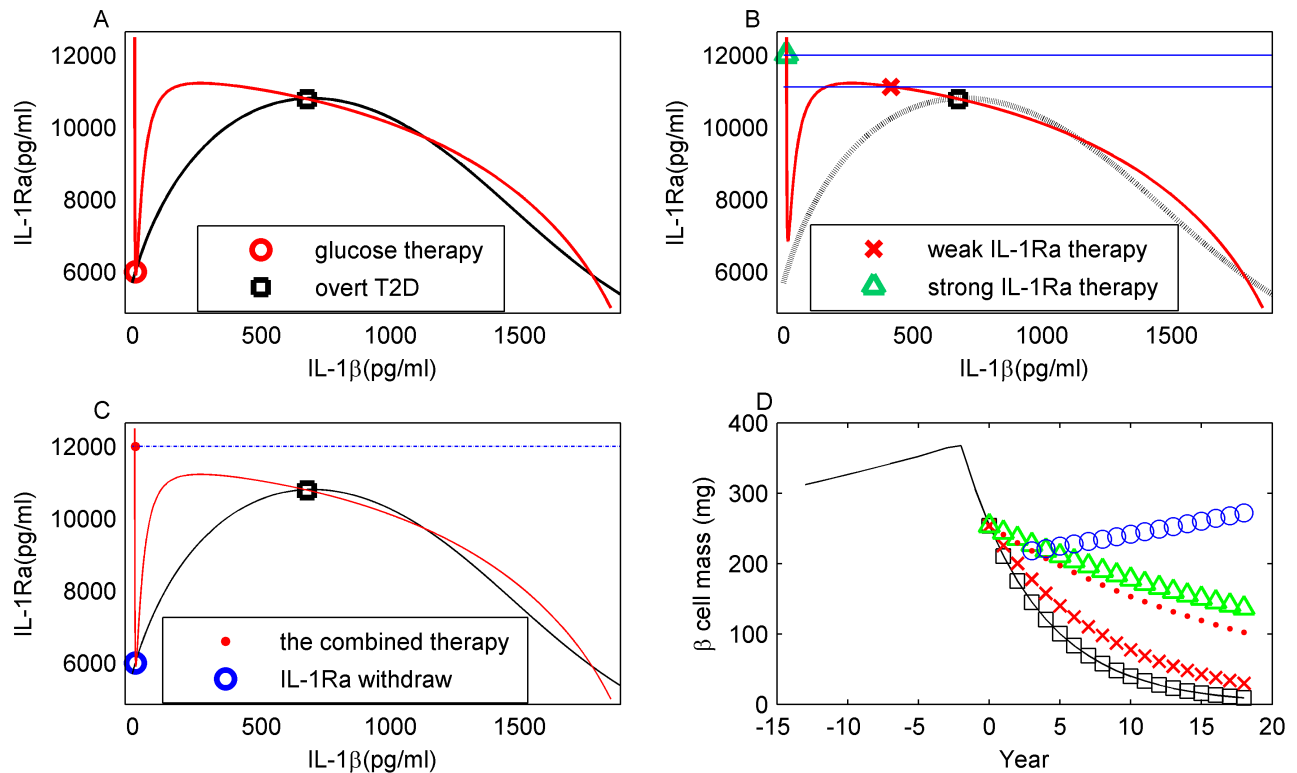 A
12000
10000
8000
6000
IL-1Ra(pg/ml)
glucose therapy
overt T2D
0 500 1000 1500
IL-1β(pg/ml)
B
12000
10000
8000
6000
IL-1Ra(pg/ml)
weak IL-1Ra therapy
strong IL-1Ra therapy
0 500 1000 1500
IL-1β(pg/ml)
C
12000
10000
8000
6000
IL-1Ra(pg/ml)
the combined therapy
IL-1Ra withdraw
0 500 1000 1500
IL-1β(pg/ml)
D
400
300
200
100
0
β cell mass (mg)
-15 -10 -5 0 5 10 15 20
Year